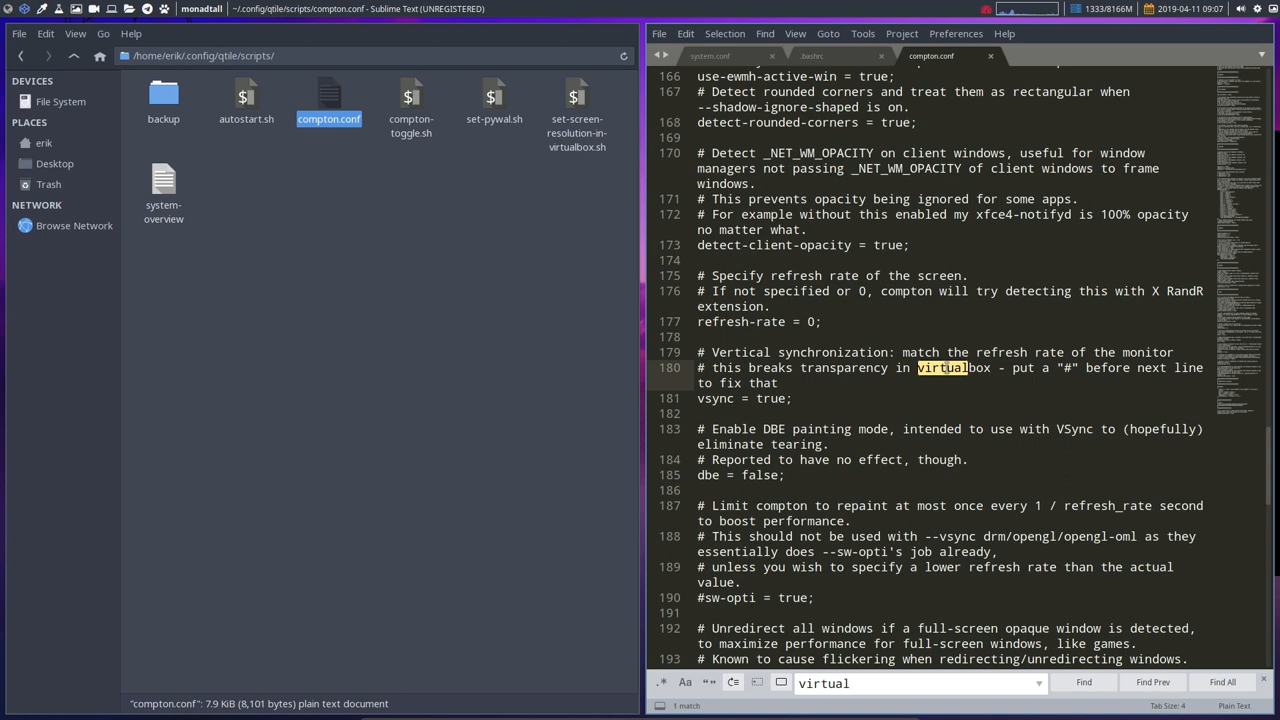 monadtall
~/.config/qtile/scripts/compton.conf - Sublime Text (UNREGISTERED)
1333/8166M
2019-04-11 09:07
File Edit View Go Help
/home/erik/.config/qtile/scripts/
DEVICES
File System
PLACES
erik
Desktop
Trash
NETWORK
Browse Network
backup
autostart.sh
compton.conf
compton-
toggle.sh
set-pywal.sh
set-screen-
resolution-in-
virtualbox.sh
system-
overview
"compton.conf": 7.9 KiB (8,101 bytes) plain text document
File Edit Selection Find View Goto Tools Project Preferences Help
system.conf
.bashrc
compton.conf
166 use-ewmh-active-win = true;
167 # Detect rounded corners and treat them as rectangular when
--shadow-ignore-shaped is on.
168 detect-rounded-corners = true;
169
170 # Detect _NET_WM_OPACITY on client windows, useful for window
managers not passing _NET_WM_OPACITY of client windows to frame
windows.
171 # This prevents opacity being ignored for some apps.
172 # For example without this enabled my xfce4-notifyd is 100% opacity
no matter what.
173 detect-client-opacity = true;
174
175 # Specify refresh rate of the screen.
176 # If not specified or 0, compton will try detecting this with X RandR
extension.
177 refresh-rate = 0;
178
179 # Vertical synchronization: match the refresh rate of the monitor
180 # this breaks transparency in virtualbox - put a "#" before next line
to fix that
181 vsync = true;
182
183 # Enable DBE painting mode, intended to use with VSync to (hopefully)
eliminate tearing.
184 # Reported to have no effect, though.
185 dbe = false;
186
187 # Limit compton to repaint at most once every 1 / refresh_rate second
to boost performance.
188 # This should not be used with --vsync drm/opengl/opengl-oml as they
essentially does --sw-opti's job already,
189 # unless you wish to specify a lower refresh rate than the actual
value.
190 #sw-opti = true;
191
192 # Unredirect all windows if a full-screen opaque window is detected,
to maximize performance for full-screen windows, like games.
193 # Known to cause flickering when redirecting/unredirecting windows.
.* Aa “” virtual Find Find Prev Find All
1 match
Tab Size: 4
Plain Text